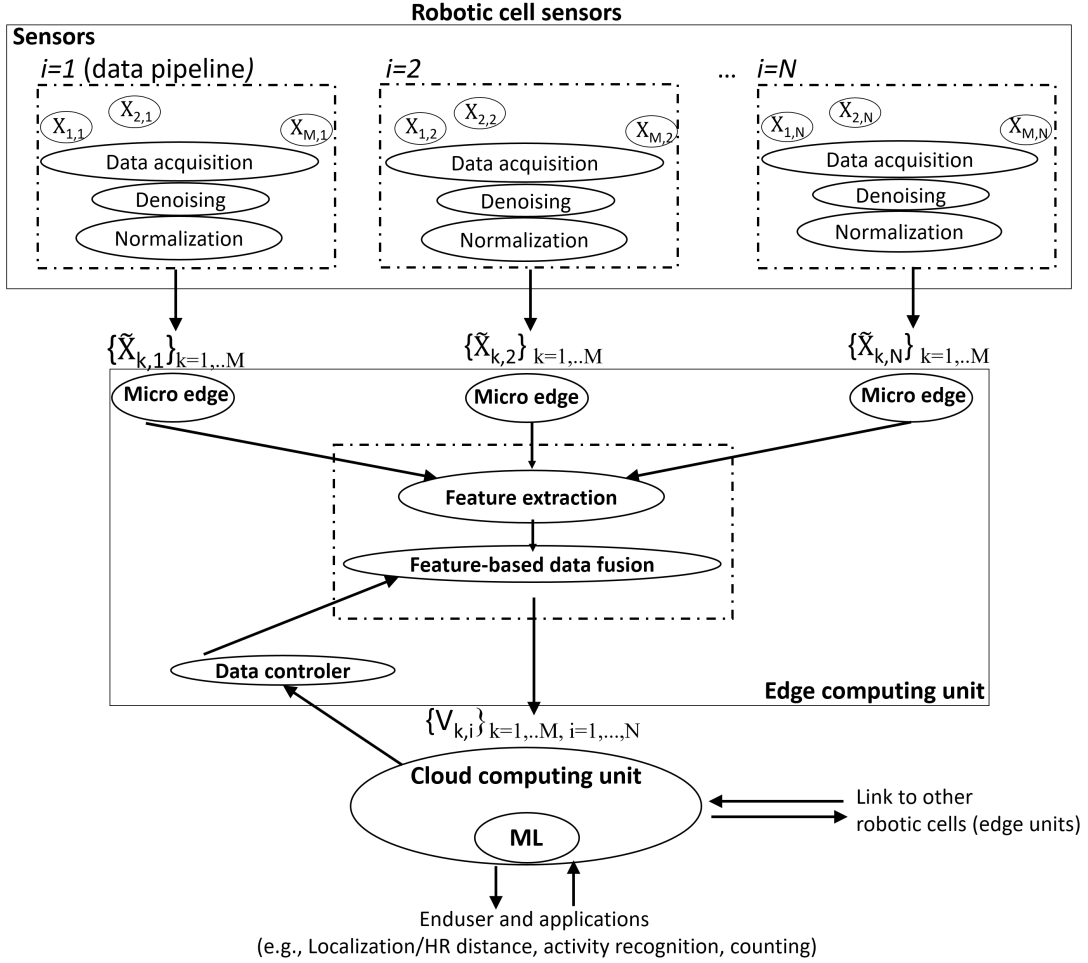 Robotic cell sensors
Sensors
i=1 (data pipeline)
i=2
... i=N
X1,1
X2,1
XM,1
Data acquisition
Denoising
Normalization
X1,2
X2,2
XM,2
Data acquisition
Denoising
Normalization
X1,N
X2,N
XM,N
Data acquisition
Denoising
Normalization
{X̃k,1}k=1,..M
{X̃k,2} k=1,..M
{X̃k,N} k=1,..M
Micro edge
Micro edge
Micro edge
Feature extraction
Feature-based data fusion
Data controler
Edge computing unit
{Vk,i}k=1,..M, i=1,...,N
Cloud computing unit
ML
Link to other
robotic cells (edge units)
Enduser and applications
(e.g., Localization/HR distance, activity recognition, counting)